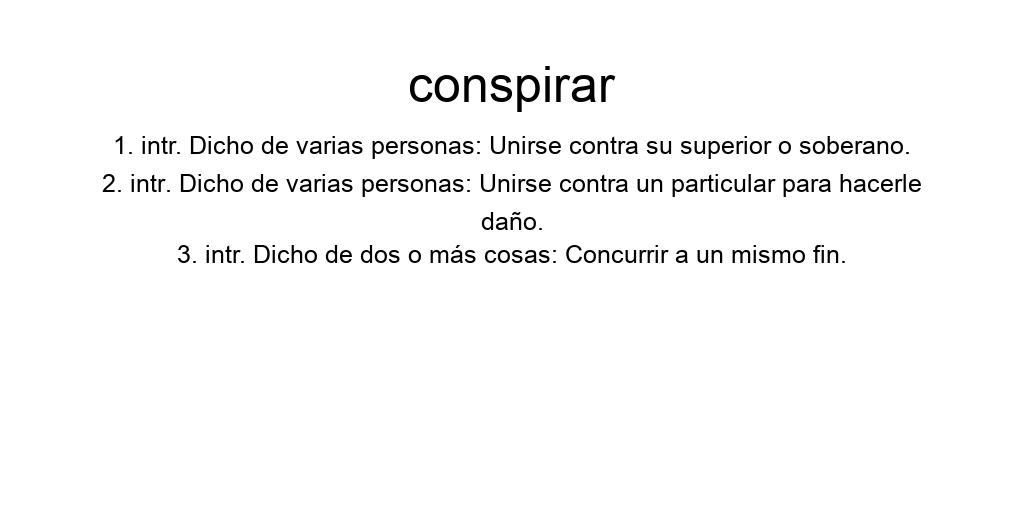 conspirar
1. intr. Dicho de varias personas: Unirse contra su superior o soberano.
2. intr. Dicho de varias personas: Unirse contra un particular para hacerle
daño.
3. intr. Dicho de dos o más cosas: Concurrir a un mismo fin.